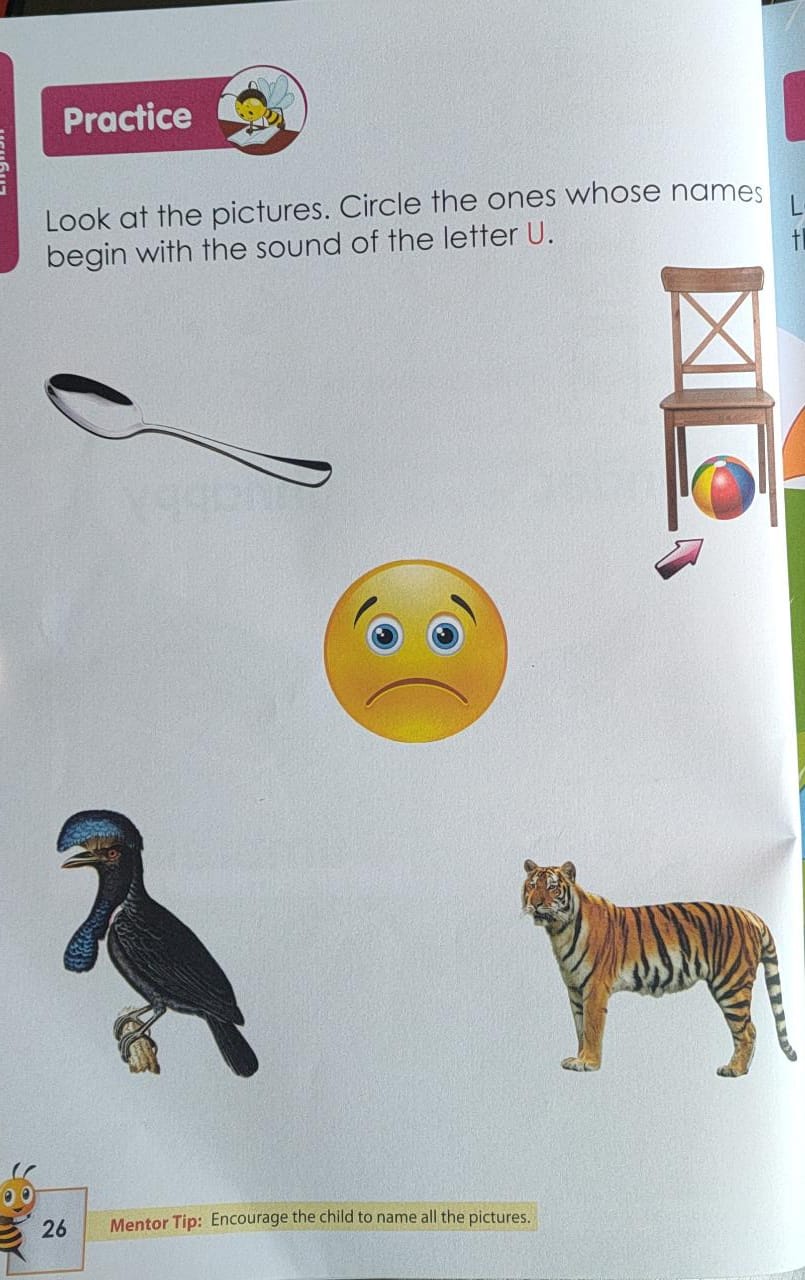 English
Practice
Look at the pictures. Circle the ones whose names
begin with the sound of the letter U.
26
Mentor Tip: Encourage the child to name all the pictures.